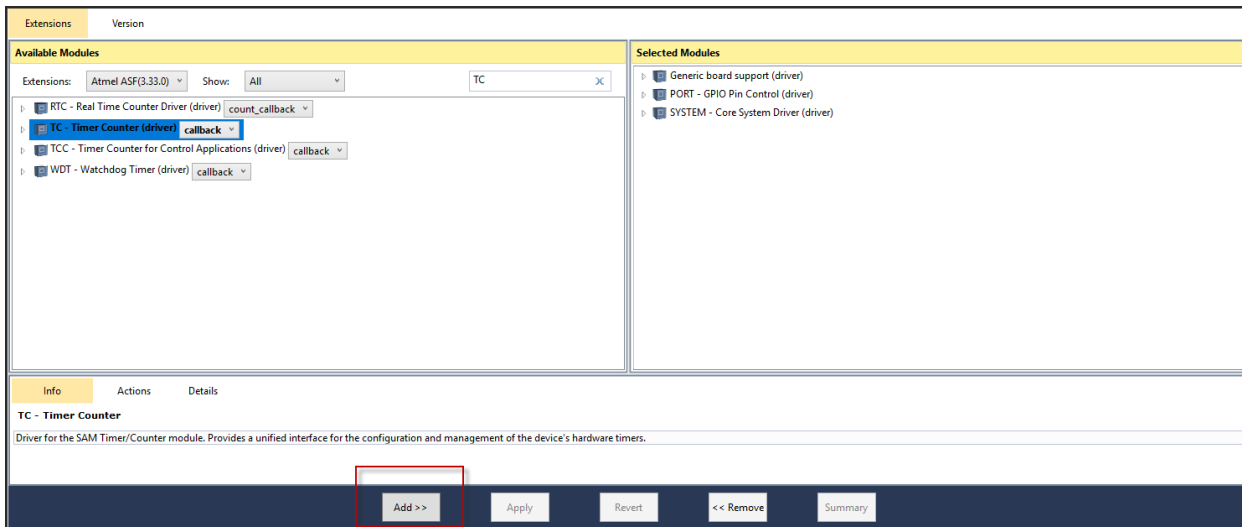 Extensions Version
Available Modules
Extensions: Atmel ASF(3.33.0) Show: All TC
RTC - Real Time Counter Driver (driver) count_callback
TC - Timer Counter (driver) callback
TCC - Timer Counter for Control Applications (driver) callback
WDT - Watchdog Timer (driver) callback
Selected Modules
Generic board support (driver)
PORT - GPIO Pin Control (driver)
SYSTEM - Core System Driver (driver)
Info Actions Details
TC - Timer Counter
Driver for the SAM Timer/Counter module. Provides a unified interface for the configuration and management of the device's hardware timers.
Add >> Apply Revert << Remove Summary